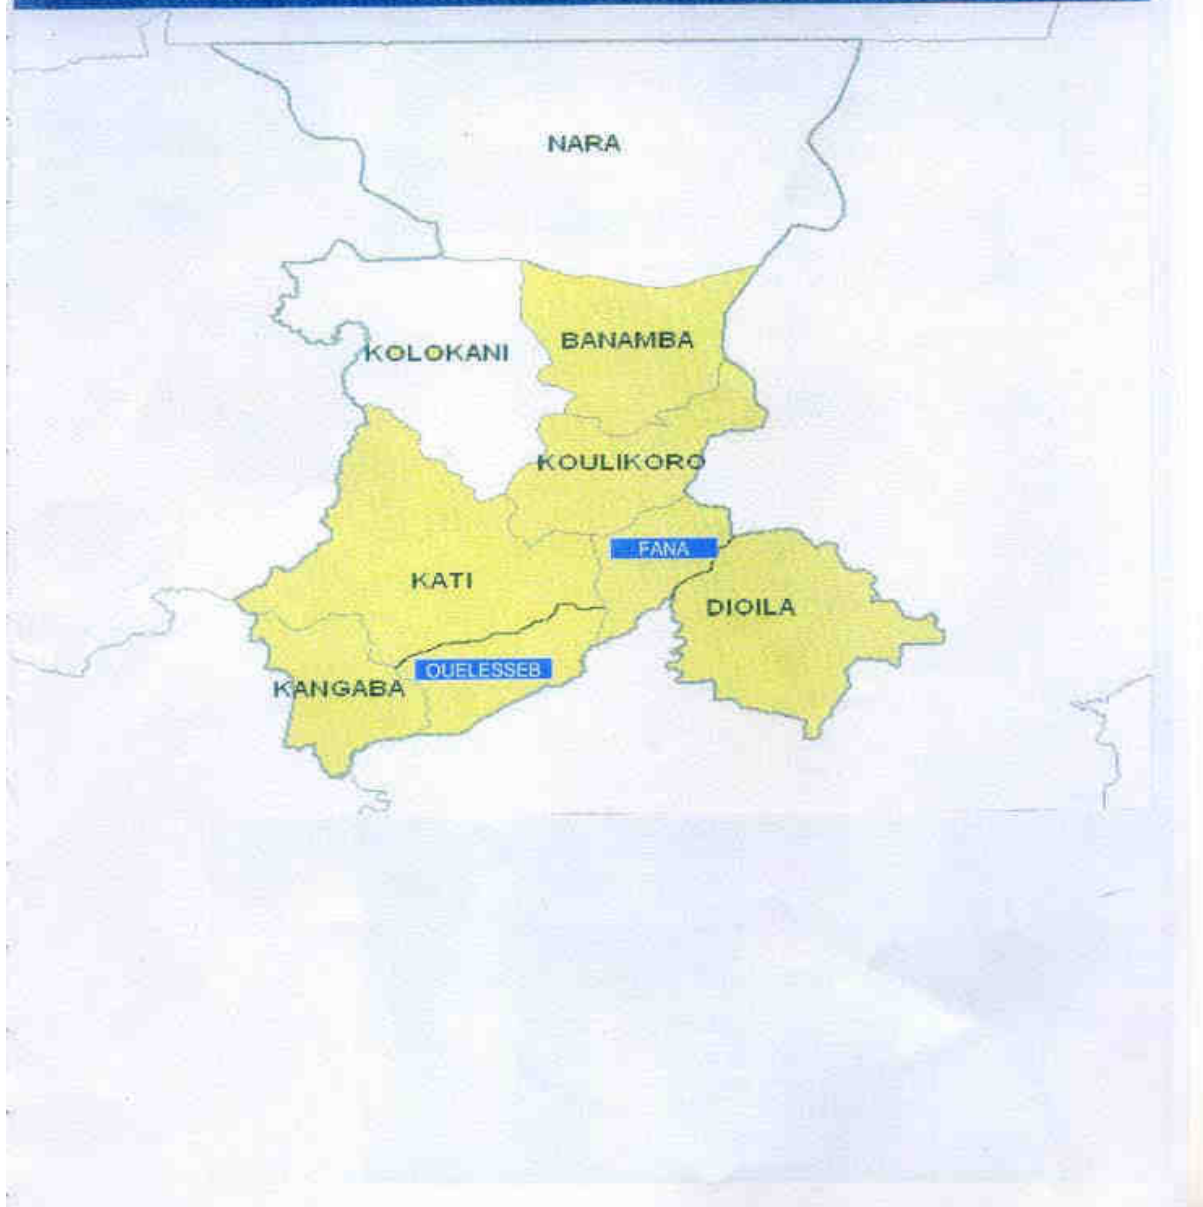 NARA
BANAMBA
KOLOKANI
KOULIKORO
FANA
KATI
DIOILA
OUELESSEB
KANGABA